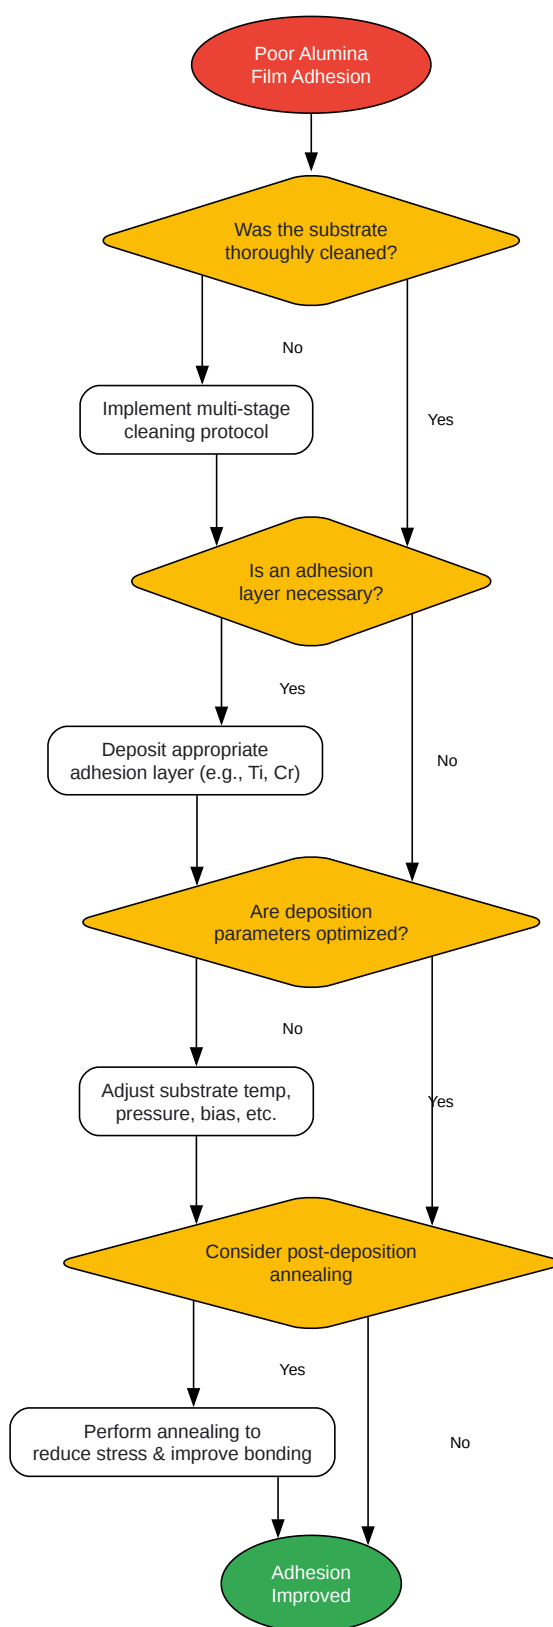 Poor Alumina
Film Adhesion
Was the substrate
thoroughly cleaned?
No
Implement multi-stage
cleaning protocol
Yes
Is an adhesion
layer necessary?
Yes
Deposit appropriate
adhesion layer (e.g., Ti, Cr)
No
Are deposition
parameters optimized?
No
Adjust substrate temp,
pressure, bias, etc.
Yes
Consider post-deposition
annealing
Yes
Perform annealing to
reduce stress & improve bonding
No
Adhesion
Improved